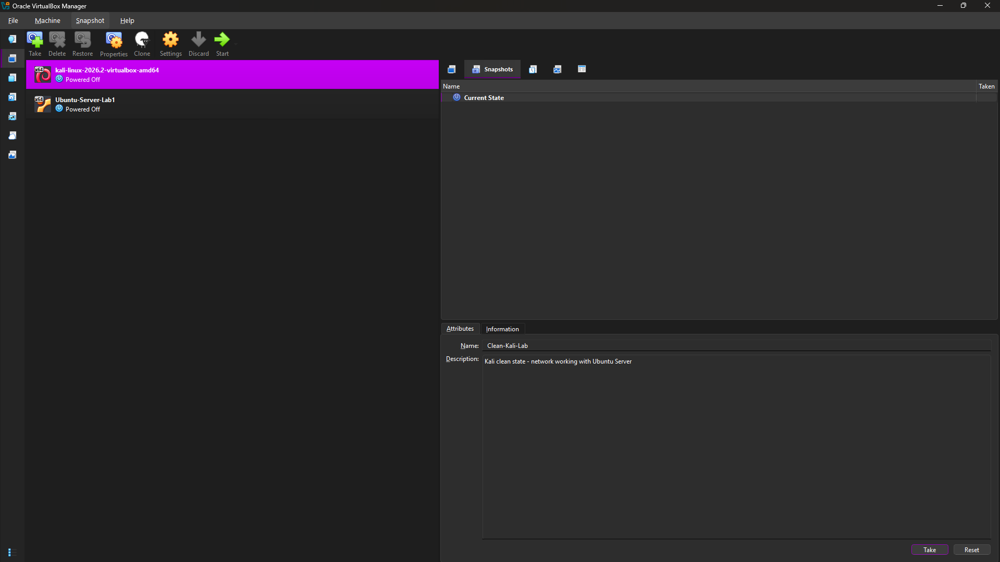 Oracle VirtualBox Manager
File Machine Snapshot Help
Take Delete Restore Properties Clone Settings Discard Start
x64 kali-linux-2026.2-virtualbox-amd64
Powered Off
x64 Ubuntu-Server-Lab1
Powered Off
Snapshots
Name Taken
Current State
Attributes Information
Name: Clean-Kali-Lab
Description: Kali clean state - network working with Ubuntu Server
Take Reset